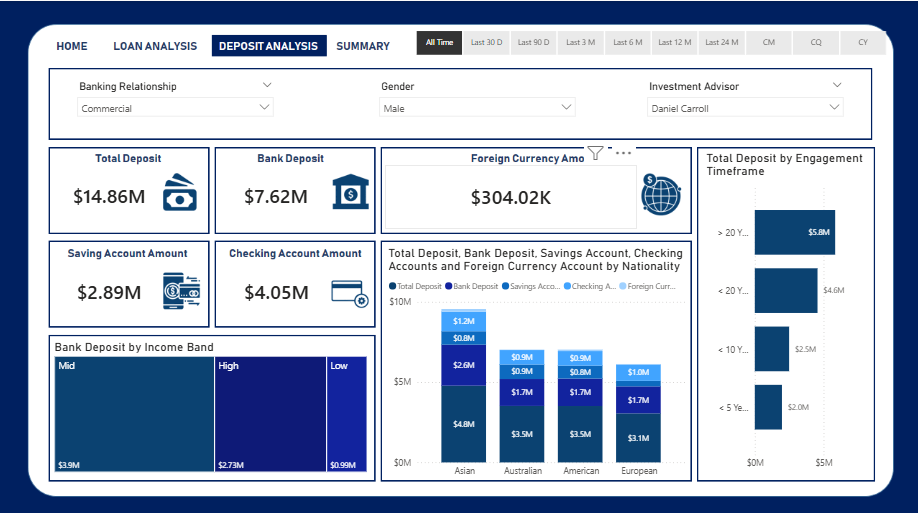 HOME LOAN ANALYSIS DEPOSIT ANALYSIS SUMMARY All Time Last 30 D Last 90 D Last 3 M Last 6 M Last 12 M Last 24 M CM CQ CY
Banking Relationship Gender Investment Advisor
Commercial Male Daniel Carroll
Total Deposit
$14.86M
Bank Deposit
$7.62M
Foreign Currency Amo
$304.02K
Saving Account Amount
$2.89M
Checking Account Amount
$4.05M
Bank Deposit by Income Band
Mid High Low
$3.9M $2.73M $0.99M
Total Deposit, Bank Deposit, Savings Account, Checking
Accounts and Foreign Currency Account by Nationality
Total Deposit Bank Deposit Savings Acco... Checking A... Foreign Curr...
$10M
$5M
$0M
$1.2M
$0.8M
$2.6M
$4.8M
Asian
$0.9M
$0.9M
$1.7M
$3.5M
Australian
$0.9M
$0.8M
$1.7M
$3.5M
American
$1.0M
$1.7M
$3.1M
European
Total Deposit by Engagement
Timeframe
> 20 Y... $5.8M
< 20 Y... $4.6M
< 10 Y... $2.5M
< 5 Ye... $2.0M
$0M $5M